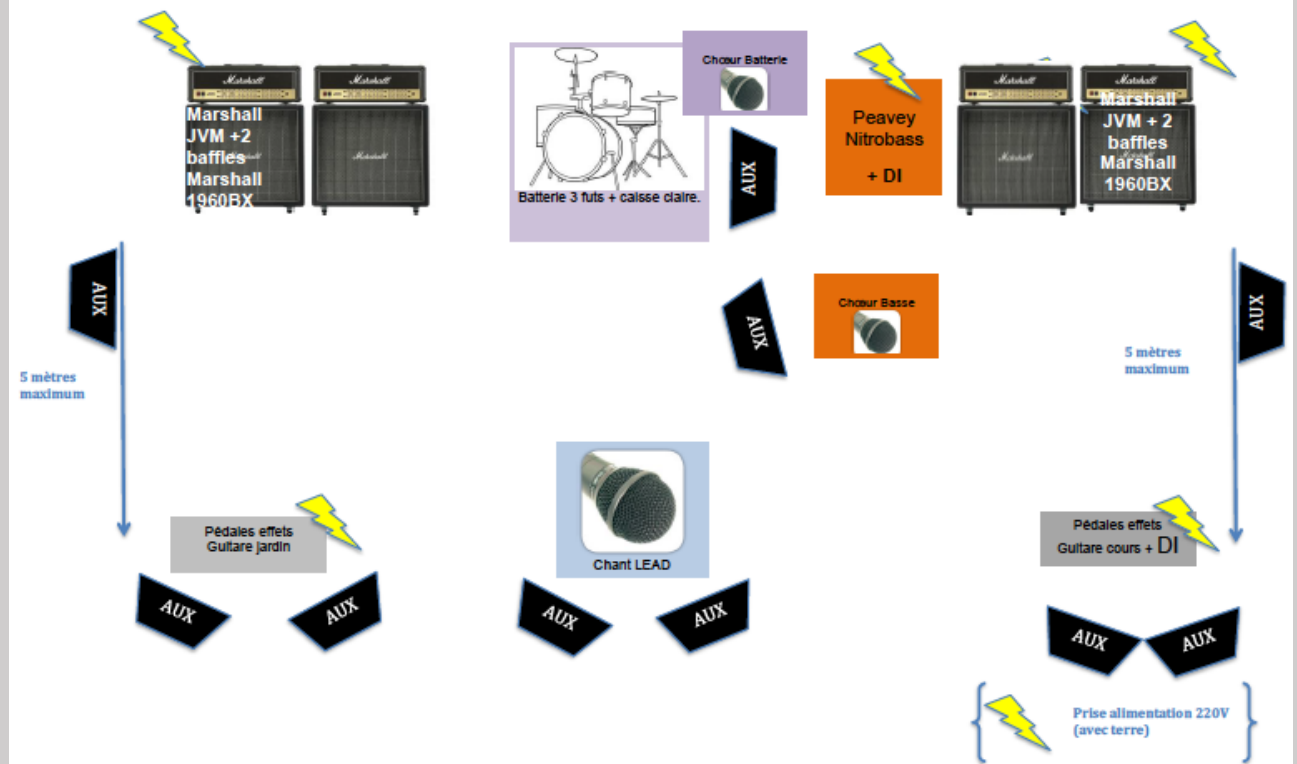 Marshall
Marshall
JVM +2
baffles
Marshall
1960BX
Marshall
Marshall
Chœur Batterie
Batterie 3 futs + caisse claire.
AUX
Peavey
Nitrobass
+ DI
Marshall
Marshall
Marshall
Marshall
JVM + 2
baffles
Marshall
1960BX
AUX
5 mètres
maximum
AUX
Chœur Basse
AUX
5 mètres
maximum
Pédales effets
Guitare jardin
Chant LEAD
Pédales effets
Guitare cours + DI
AUX
AUX
AUX
AUX
AUX
AUX
Prise alimentation 220V
(avec terre)